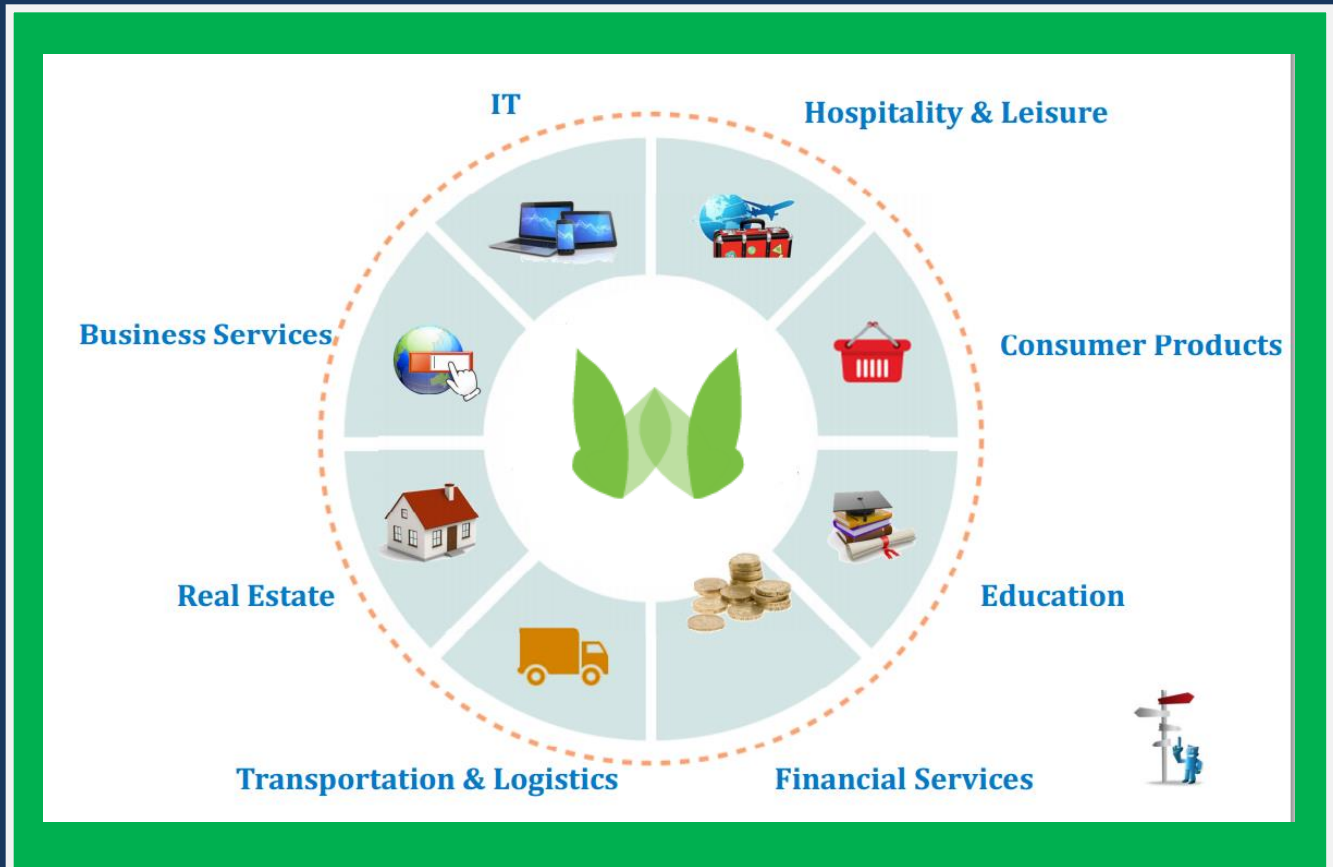 IT
Hospitality & Leisure
Business Services
Consumer Products
Real Estate
Education
Transportation & Logistics
Financial Services